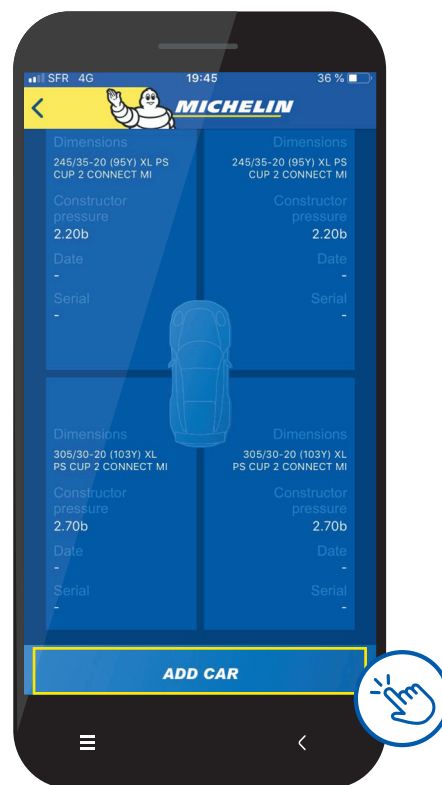 SFR 4G 19:45 36 %
MICHELIN
Dimensions Dimensions
245/35-20 (95Y) XL PS 245/35-20 (95Y) XL PS
CUP 2 CONNECT MI CUP 2 CONNECT MI
Constructor Constructor
pressure pressure
2.20b 2.20b
Date Date
- -
Serial Serial
- -
Dimensions Dimensions
305/30-20 (103Y) XL 305/30-20 (103Y) XL
PS CUP 2 CONNECT MI PS CUP 2 CONNECT MI
Constructor Constructor
pressure pressure
2.70b 2.70b
Date Date
- -
Serial Serial
- -
ADD CAR